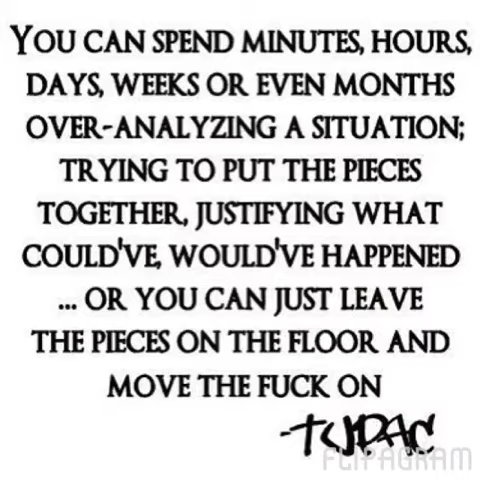 YOU CAN SPEND MINUTES, HOURS,
DAYS, WEEKS OR EVEN MONTHS
OVER-ANALYZING A SITUATION;
TRYING TO PUT THE PIECES
TOGETHER, JUSTIFYING WHAT
COULD'VE, WOULD'VE HAPPENED
... OR YOU CAN JUST LEAVE
THE PIECES ON THE FLOOR AND
MOVE THE FUCK ON
-TUPAC
FLIPAGRAM